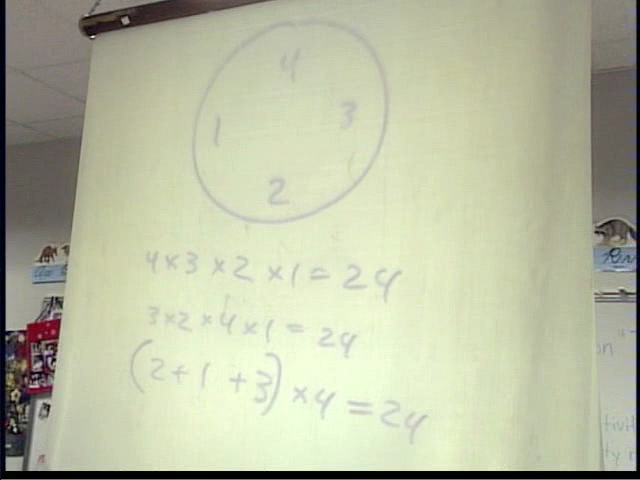 4
1 3
2
4 x 3 x 2 x 1 = 24
3 x 2 x 4 x 1 = 24
(2 + 1 + 3) x 4 = 24